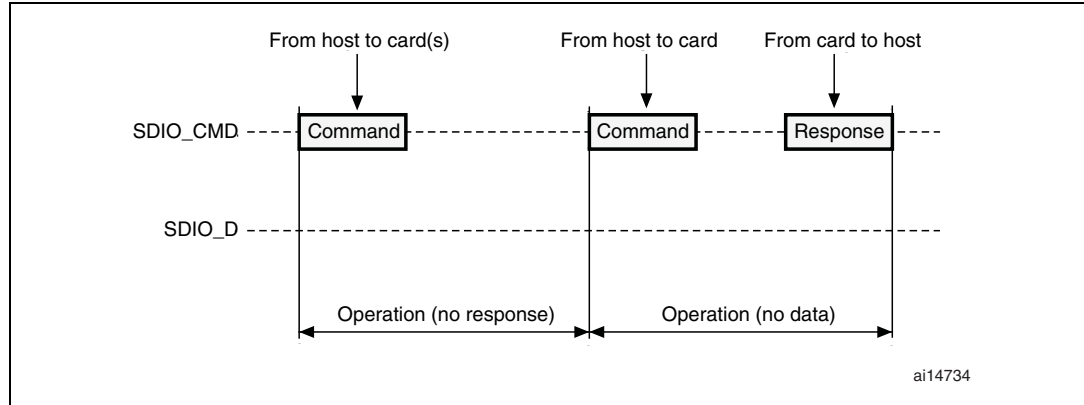 From host to card(s) From host to card From card to host
SDIO_CMD Command Command Response
SDIO_D
Operation (no response) Operation (no data)
ai14734